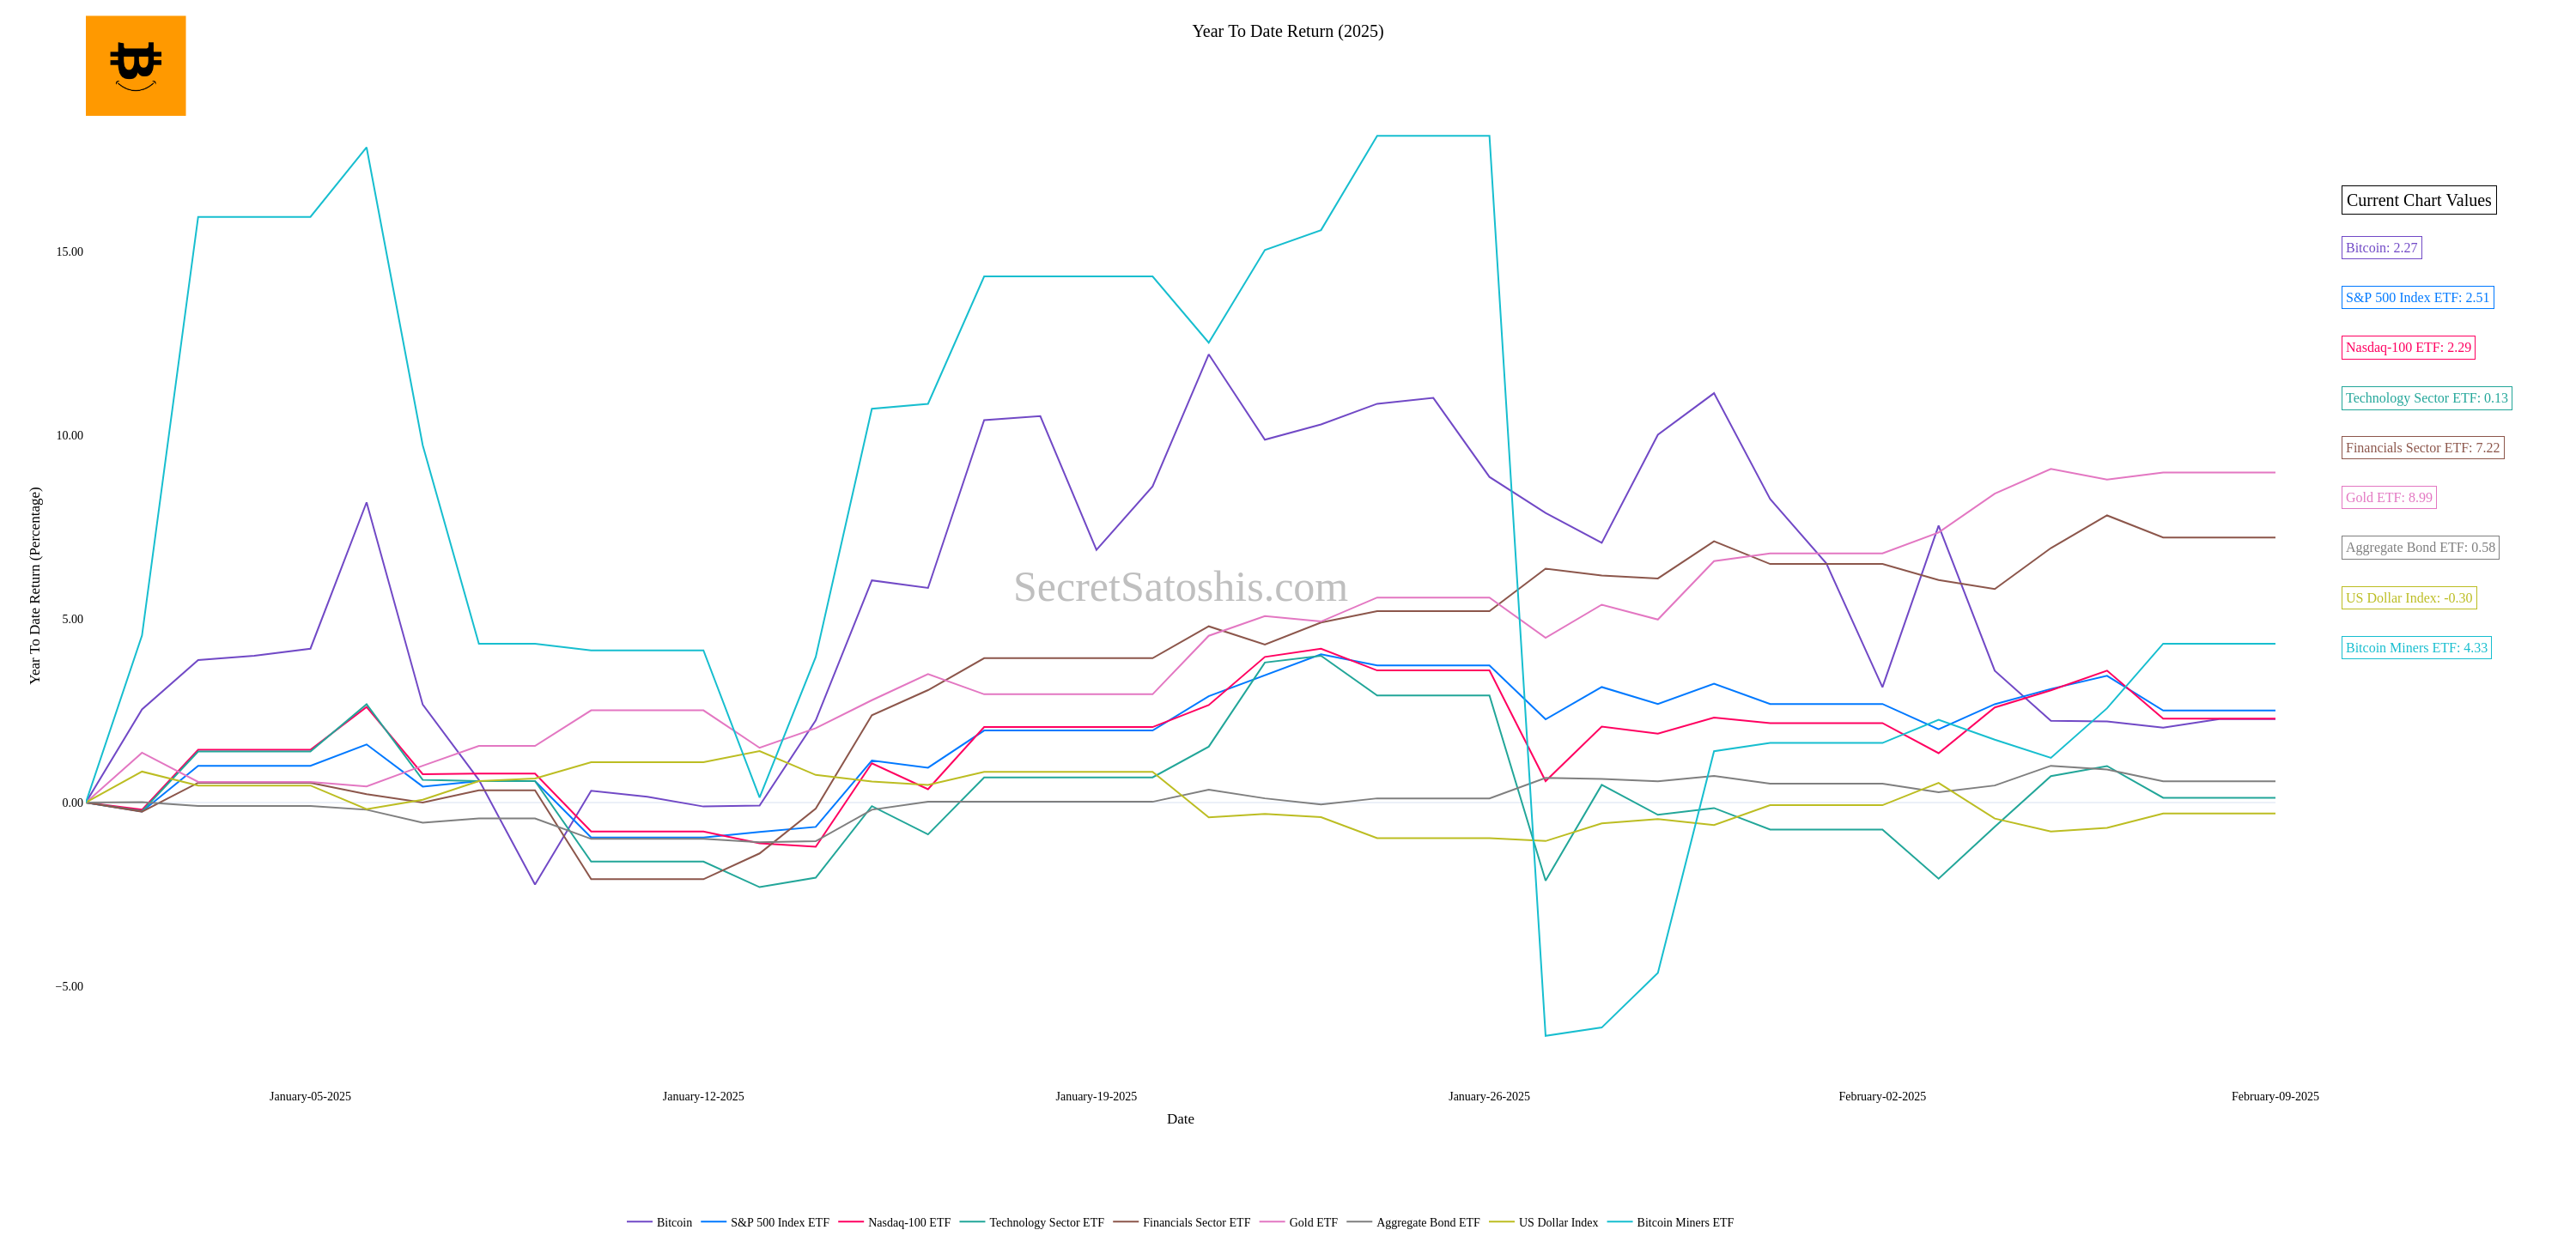 Year To Date Return (2025)
Current Chart Values
Bitcoin: 2.27
S&P 500 Index ETF: 2.51
Nasdaq-100 ETF: 2.29
Technology Sector ETF: 0.13
Financials Sector ETF: 7.22
Gold ETF: 8.99
Aggregate Bond ETF: 0.58
US Dollar Index: -0.30
Bitcoin Miners ETF: 4.33
Year To Date Return (Percentage)
15.00
10.00
5.00
0.00
−5.00
SecretSatoshis.com
January-05-2025 January-12-2025 January-19-2025 January-26-2025 February-02-2025 February-09-2025
Date
Bitcoin S&P 500 Index ETF Nasdaq-100 ETF Technology Sector ETF Financials Sector ETF Gold ETF Aggregate Bond ETF US Dollar Index Bitcoin Miners ETF